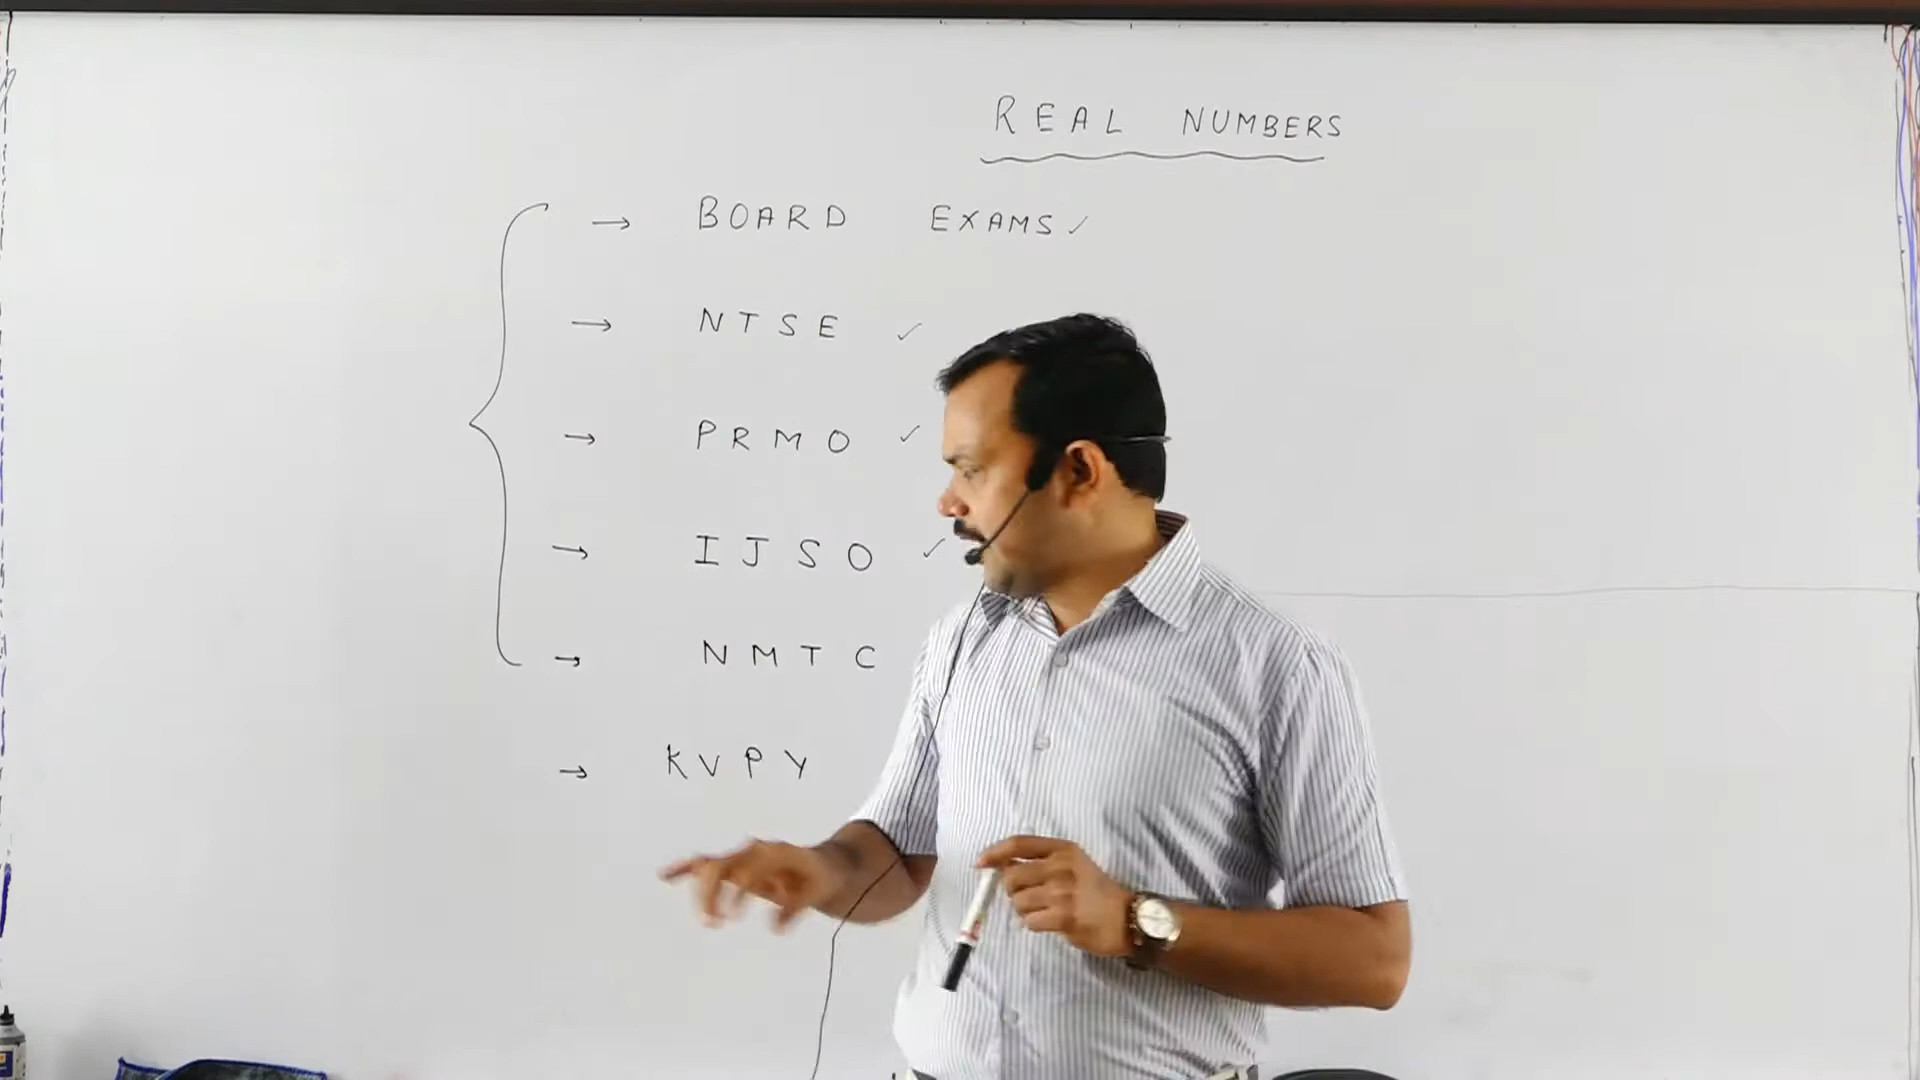 REAL NUMBERS
→ BOARD EXAMS ✓
→ NTSE ✓
→ PRMO ✓
→ IJSO ✓
→ NMTC
→ KVPY